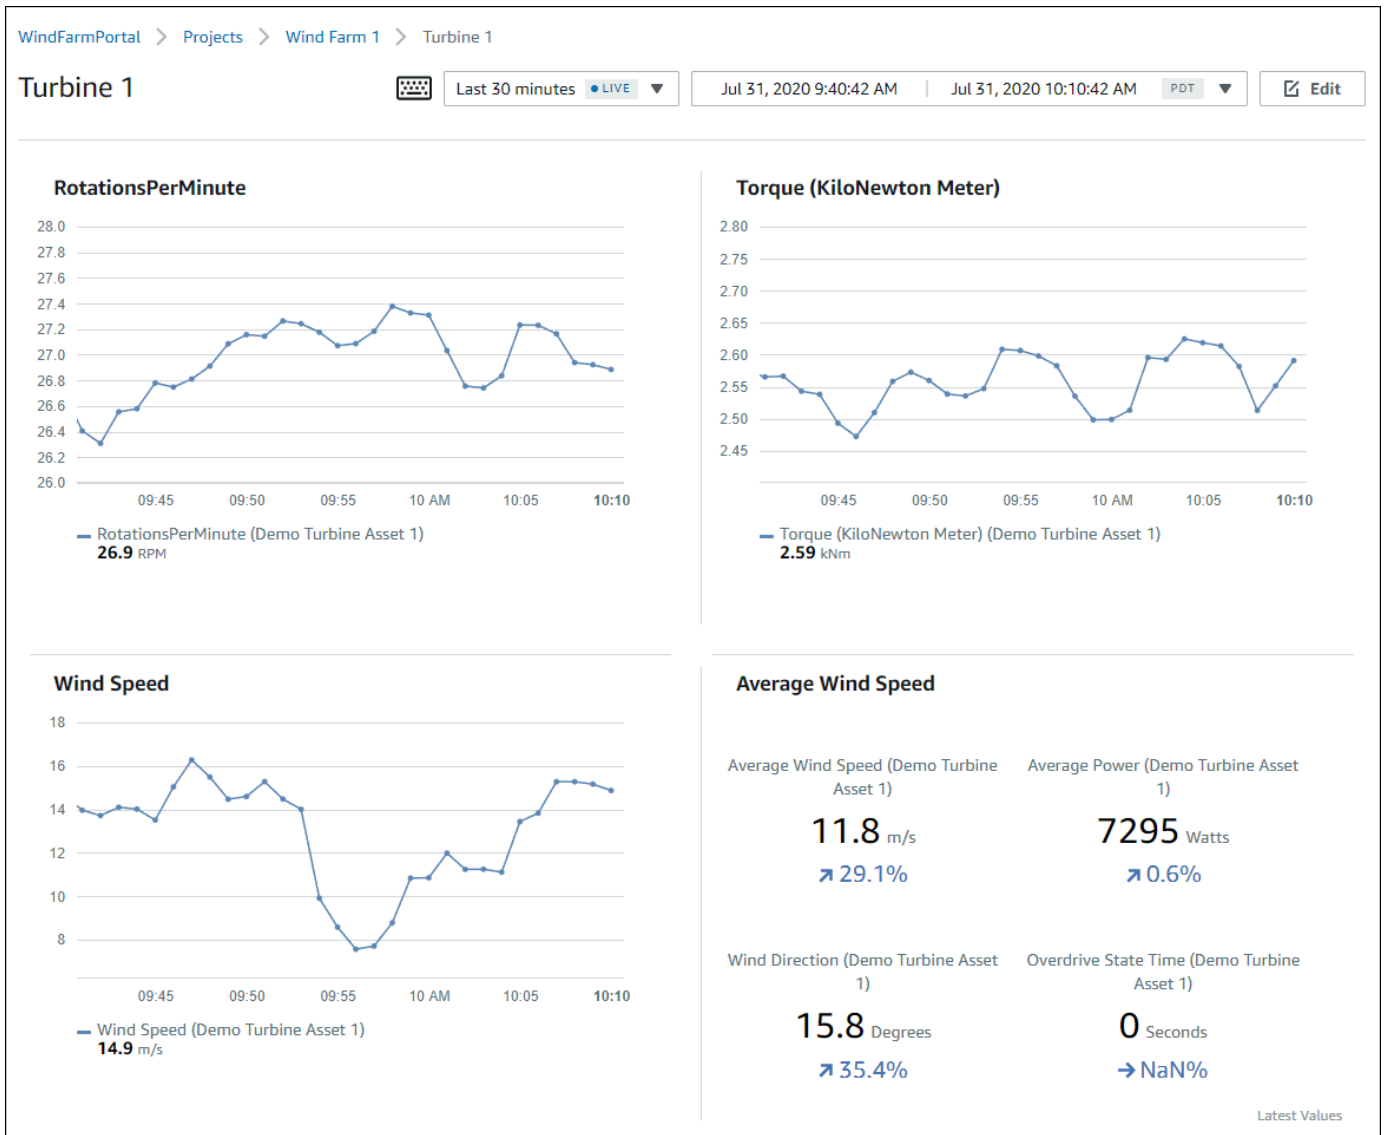 WindFarmPortal > Projects > Wind Farm 1 > Turbine 1
Turbine 1
Last 30 minutes LIVE
Jul 31, 2020 9:40:42 AM | Jul 31, 2020 10:10:42 AM PDT
Edit
RotationsPerMinute
28.0
27.8
27.6
27.4
27.2
27.0
26.8
26.6
26.4
26.2
26.0
09:45 09:50 09:55 10 AM 10:05 10:10
RotationsPerMinute (Demo Turbine Asset 1)
26.9 RPM
Torque (KiloNewton Meter)
2.80
2.75
2.70
2.65
2.60
2.55
2.50
2.45
09:45 09:50 09:55 10 AM 10:05 10:10
Torque (KiloNewton Meter) (Demo Turbine Asset 1)
2.59 kNm
Wind Speed
18
16
14
12
10
8
09:45 09:50 09:55 10 AM 10:05 10:10
Wind Speed (Demo Turbine Asset 1)
14.9 m/s
Average Wind Speed
Average Wind Speed (Demo Turbine
Asset 1)
11.8 m/s
29.1%
Average Power (Demo Turbine Asset
1)
7295 Watts
0.6%
Wind Direction (Demo Turbine Asset
1)
15.8 Degrees
35.4%
Overdrive State Time (Demo Turbine
Asset 1)
0 Seconds
NaN%
Latest Values